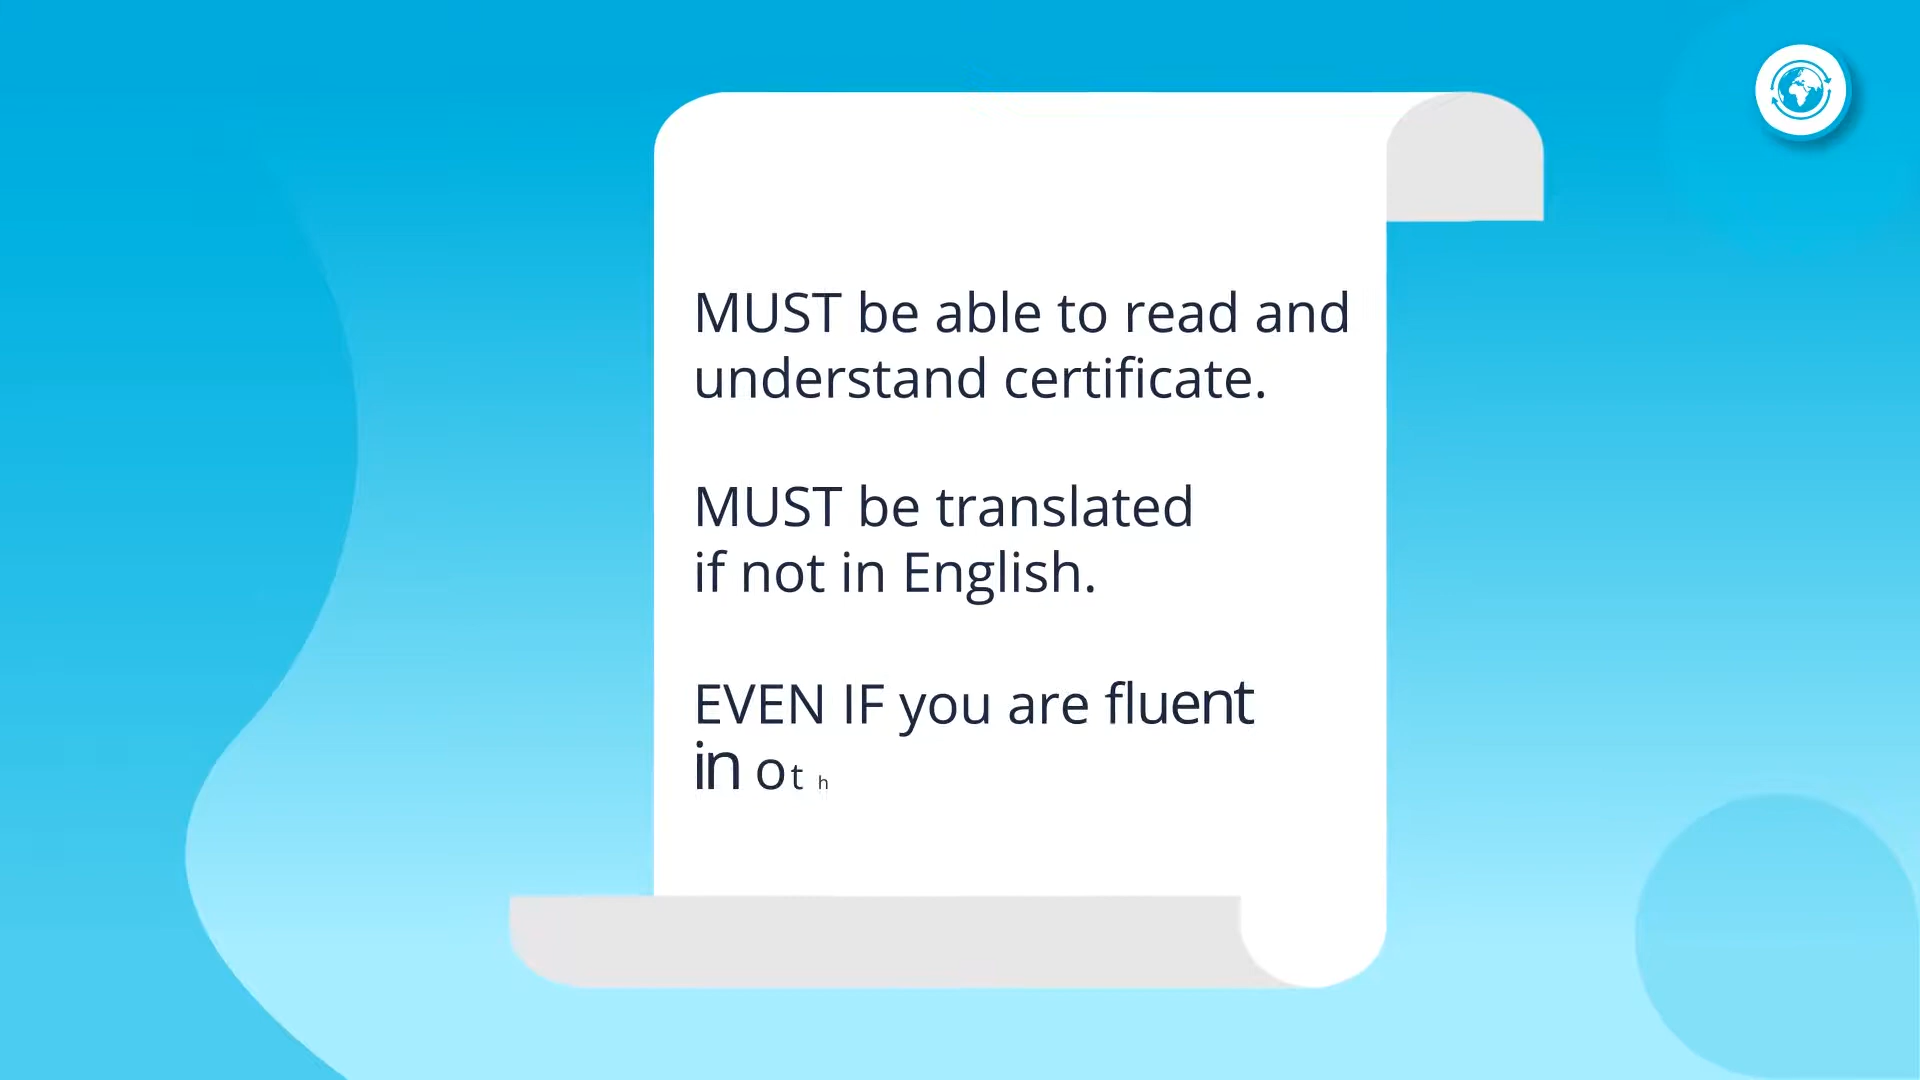 MUST be able to read and
understand certificate.
MUST be translated
if not in English.
EVEN IF you are fluent
in oth